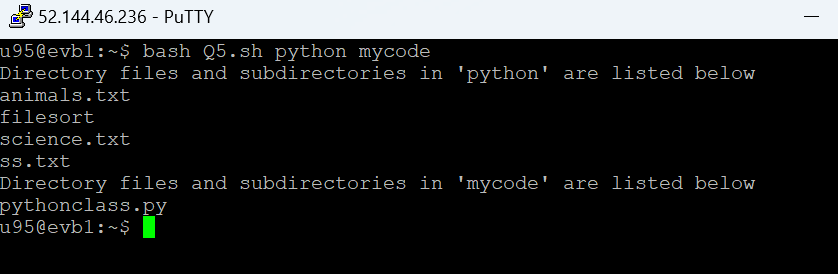 52.144.46.236 - PuTTY
u95@evb1:~$ bash Q5.sh python mycode
Directory files and subdirectories in 'python' are listed below
animals.txt
filesort
science.txt
ss.txt
Directory files and subdirectories in 'mycode' are listed below
pythonclass.py
u95@evb1:~$